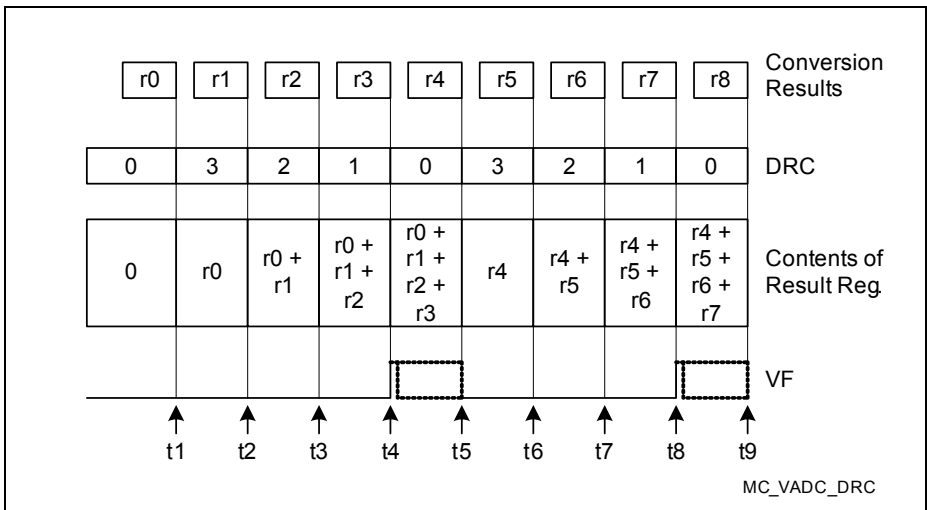 r0 r1 r2 r3 r4 r5 r6 r7 r8
Conversion
Results
0 3 2 1 0 3 2 1 0 DRC
0
r0
r0 +
r1
r0 +
r1 +
r2
r0 +
r1 +
r2 +
r3
r4
r4 +
r5
r4 +
r5 +
r6
r4 +
r5 +
r6 +
r7
Contents of
Result Reg.
VF
t1 t2 t3 t4 t5 t6 t7 t8 t9
MC_VADC_DRC